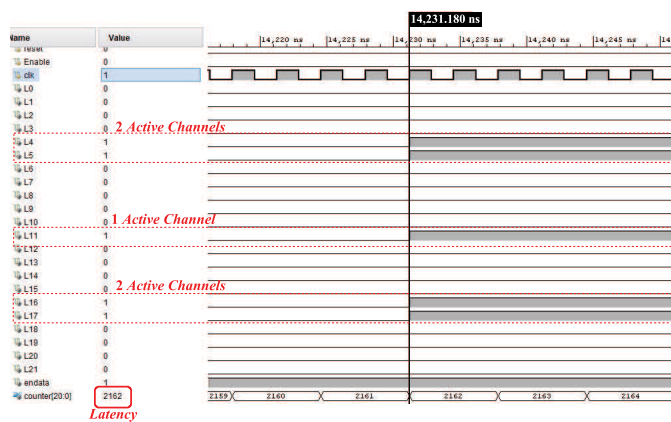 14,231.180 ns
Name Value
14,220 ns 14,225 ns 14,230 ns 14,235 ns 14,240 ns 14,245 ns
reset 0
Enable 0
clk 1
L0 0
L1 0
L2 0
L3 0
2 Active Channels
L4 1
L5 1
L6 0
L7 0
L8 0
L9 0
L10 0
1 Active Channel
L11 1
L12 0
L13 0
L14 0
L15 0
2 Active Channels
L16 1
L17 1
L18 0
L19 0
L20 0
L21 0
endata 1
counter[20:0] 2162 2159 2160 2161 2162 2163 2164
Latency